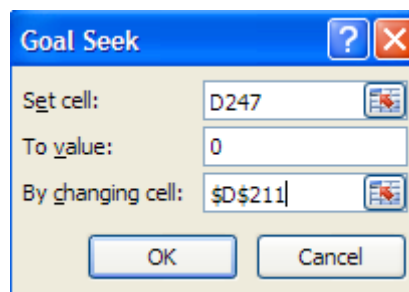 Goal Seek
Set cell: D247
To value: 0
By changing cell: $D$211
OK Cancel